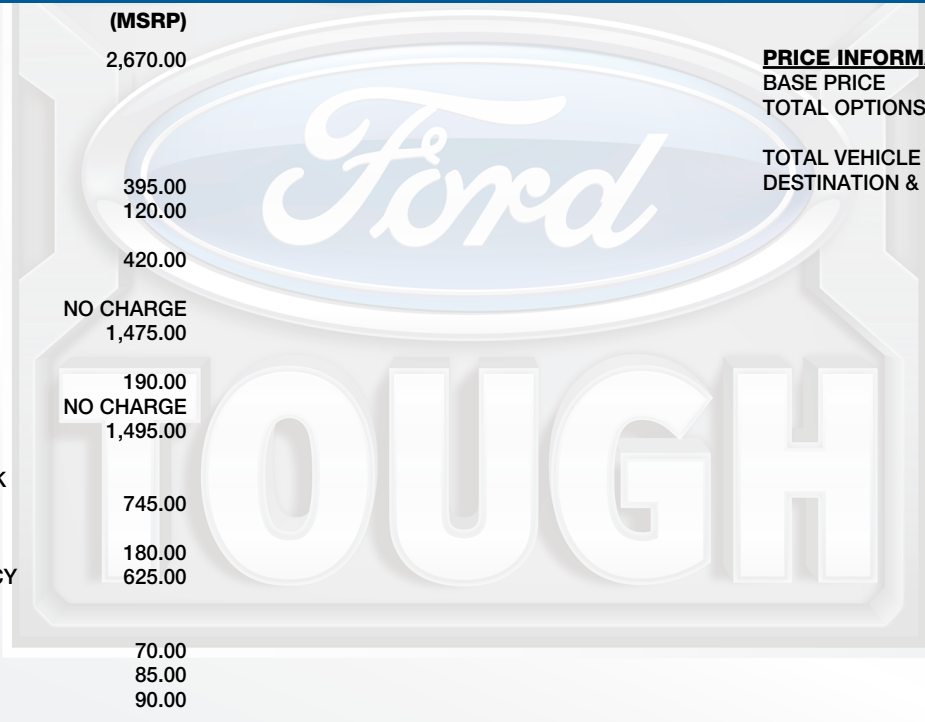 (MSRP)
2,670.00
395.00
120.00
420.00
NO CHARGE
1,475.00
190.00
NO CHARGE
1,495.00
K
745.00
180.00
CY
625.00
70.00
85.00
90.00
PRICE INFORMA
BASE PRICE
TOTAL OPTIONS
TOTAL VEHICLE
DESTINATION &
Ford
TOUGH